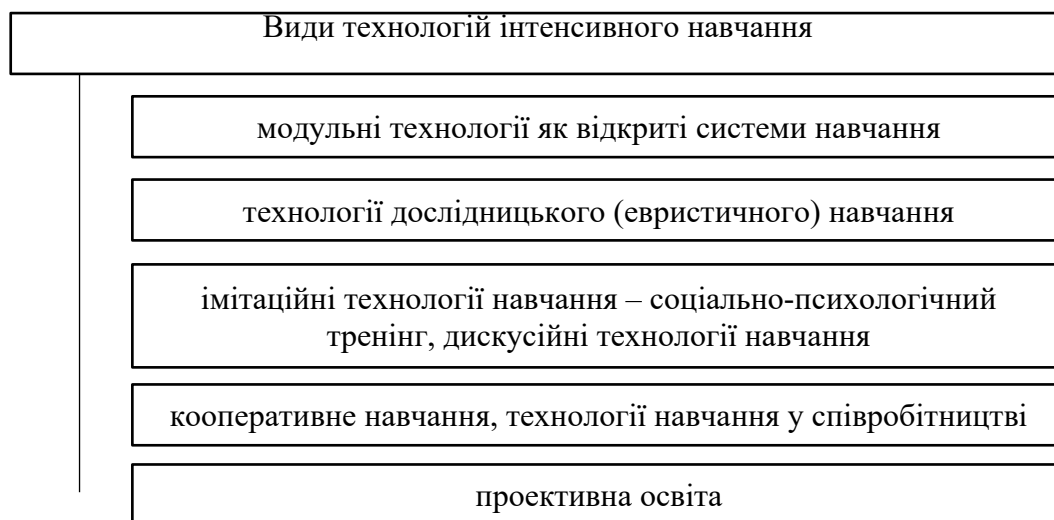 Види технологій інтенсивного навчання
модульні технології як відкриті системи навчання
технології дослідницького (евристичного) навчання
імітаційні технології навчання – соціально-психологічний
тренінг, дискусійні технології навчання
кооперативне навчання, технології навчання у співробітництві
проективна освіта